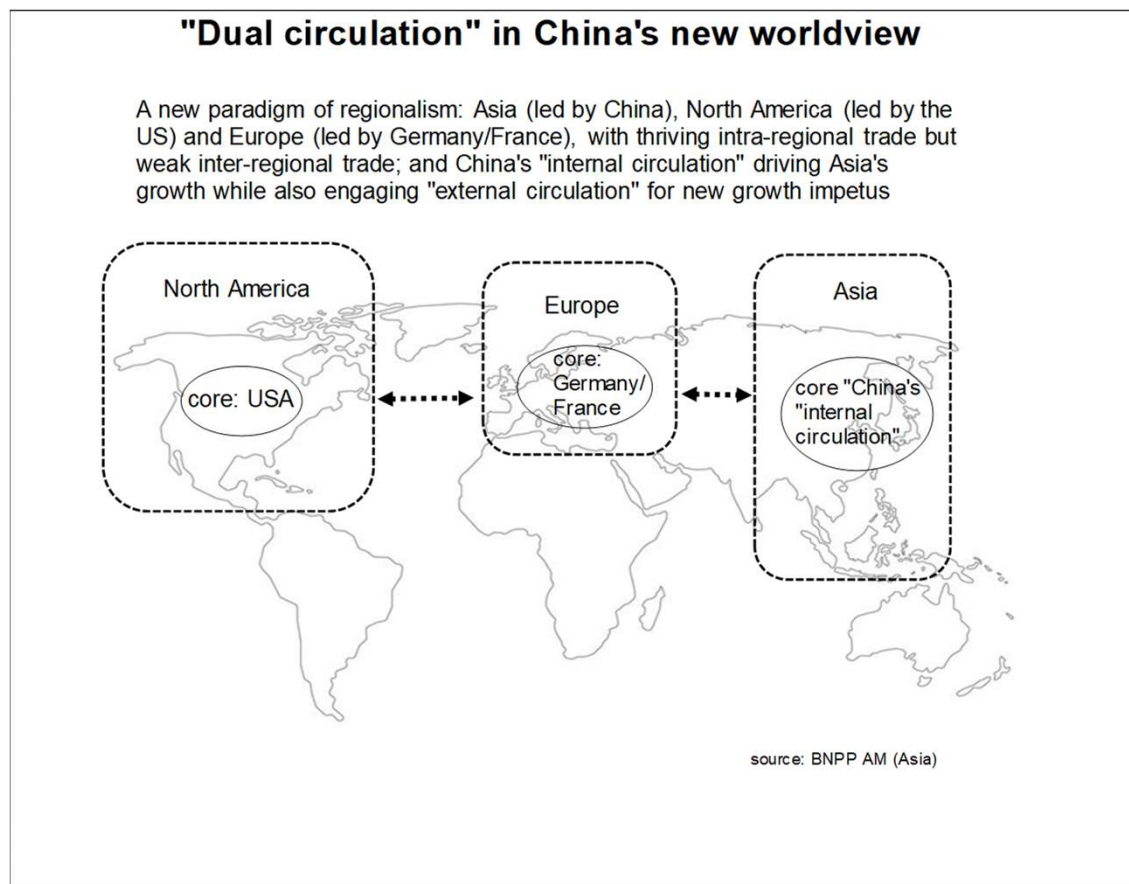 "Dual circulation" in China's new worldview
A new paradigm of regionalism: Asia (led by China), North America (led by the
US) and Europe (led by Germany/France), with thriving intra-regional trade but
weak inter-regional trade; and China's "internal circulation" driving Asia's
growth while also engaging "external circulation" for new growth impetus
North America
Europe
Asia
core: USA
core:
Germany/
France
core "China's
"internal
circulation"
source: BNPP AM (Asia)